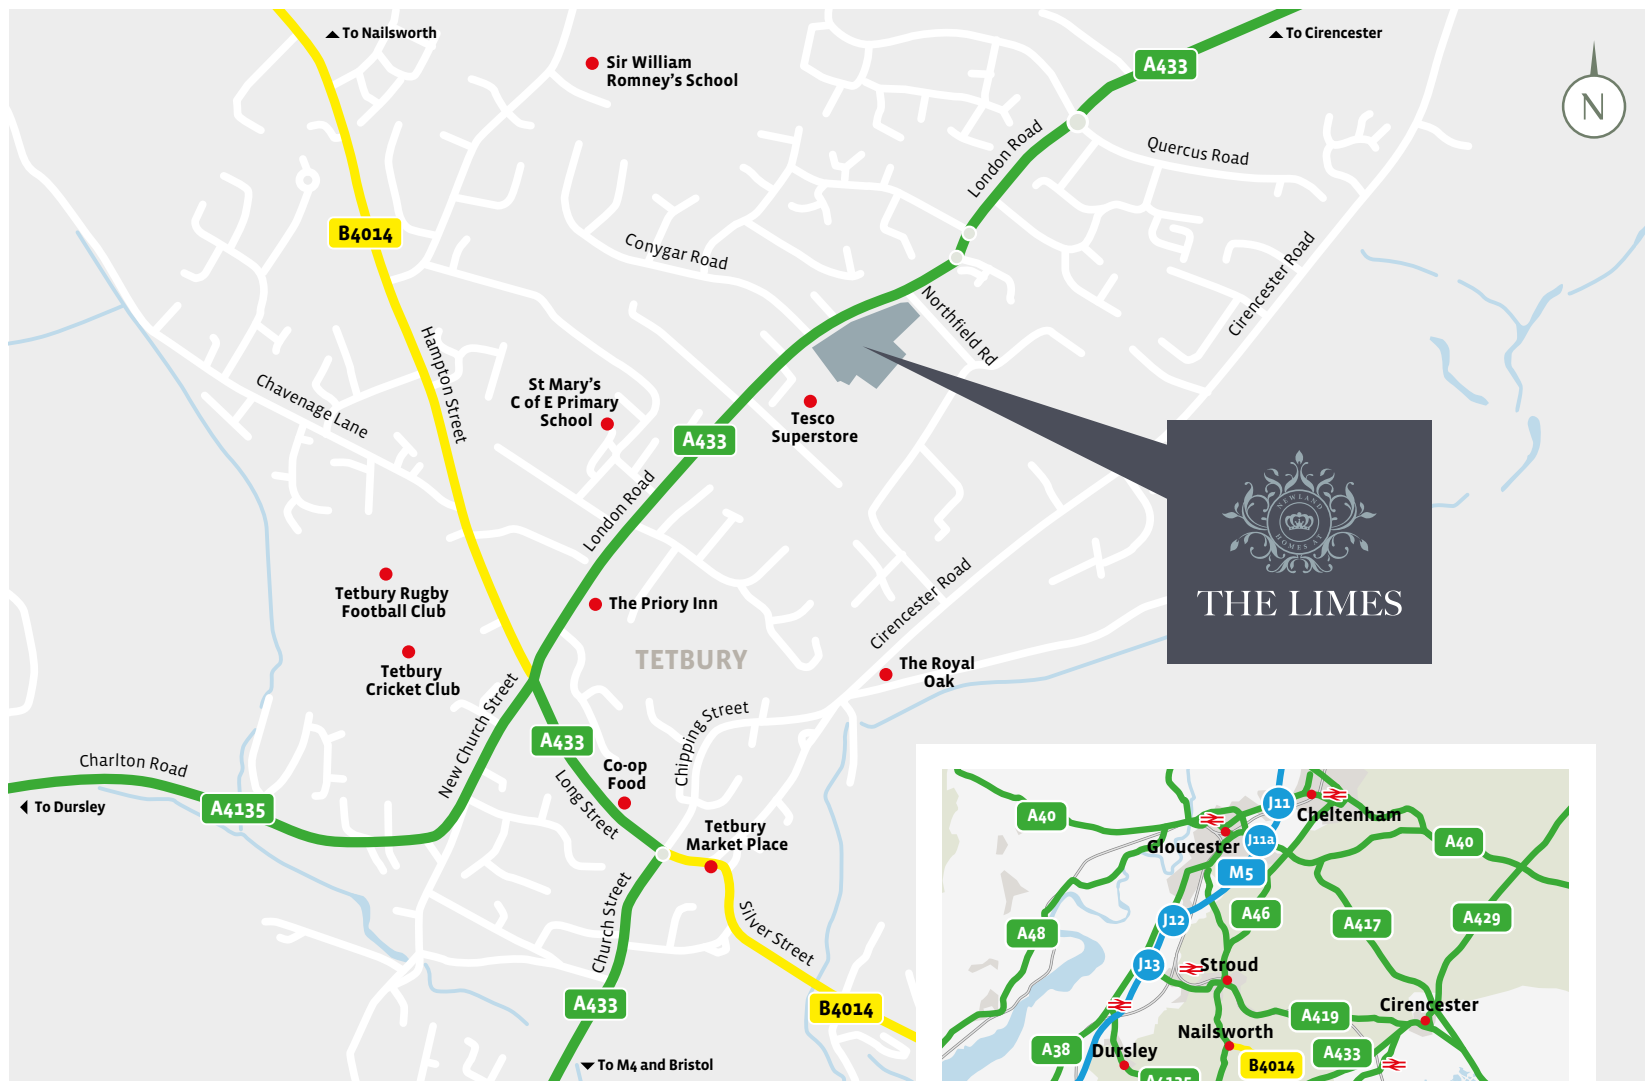 To Nailsworth
Sir William
Romney's School
To Cirencester
A433
N
London Road
Quercus Road
B4014
Conygar Road
Cirencester Road
Northfield Rd
Hampton Street
Chavenage Lane
St Mary's
C of E Primary
School
Tesco
Superstore
A433
London Road
NEWLAND
HOMES AT
THE LIMES
Tetbury Rugby
Football Club
The Priory Inn
Cirencester Road
TETBURY
Tetbury
Cricket Club
The Royal
Oak
New Church Street
Chipping Street
A433
Charlton Road
To Dursley
A4135
Co-op
Food
Long Street
Tetbury
Market Place
Church Street
Silver Street
A433
B4014
To M4 and Bristol
J11
Cheltenham
A40
Gloucester
J11a
A40
M5
A46
J12
A417
A429
A48
J13
Stroud
Cirencester
A419
Nailsworth
A38
Dursley
A433
B4014
A4135